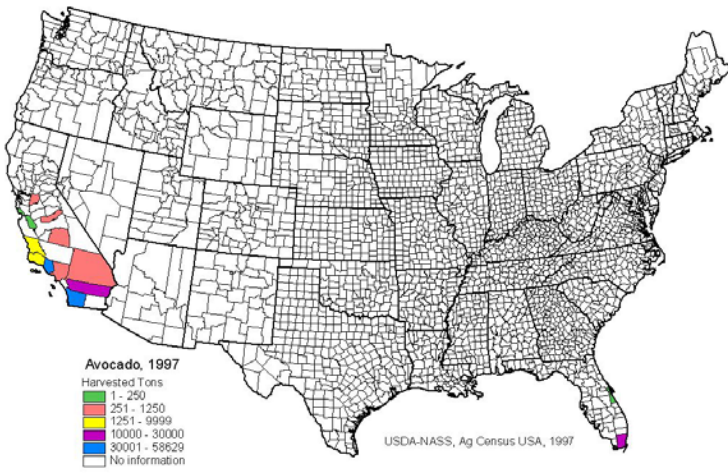 Avocado, 1997
Harvested Tons
1 - 250
251 - 1250
1251 - 9999
10000 - 30000
30001 - 58629
No information
USDA-NASS, Ag Census USA, 1997